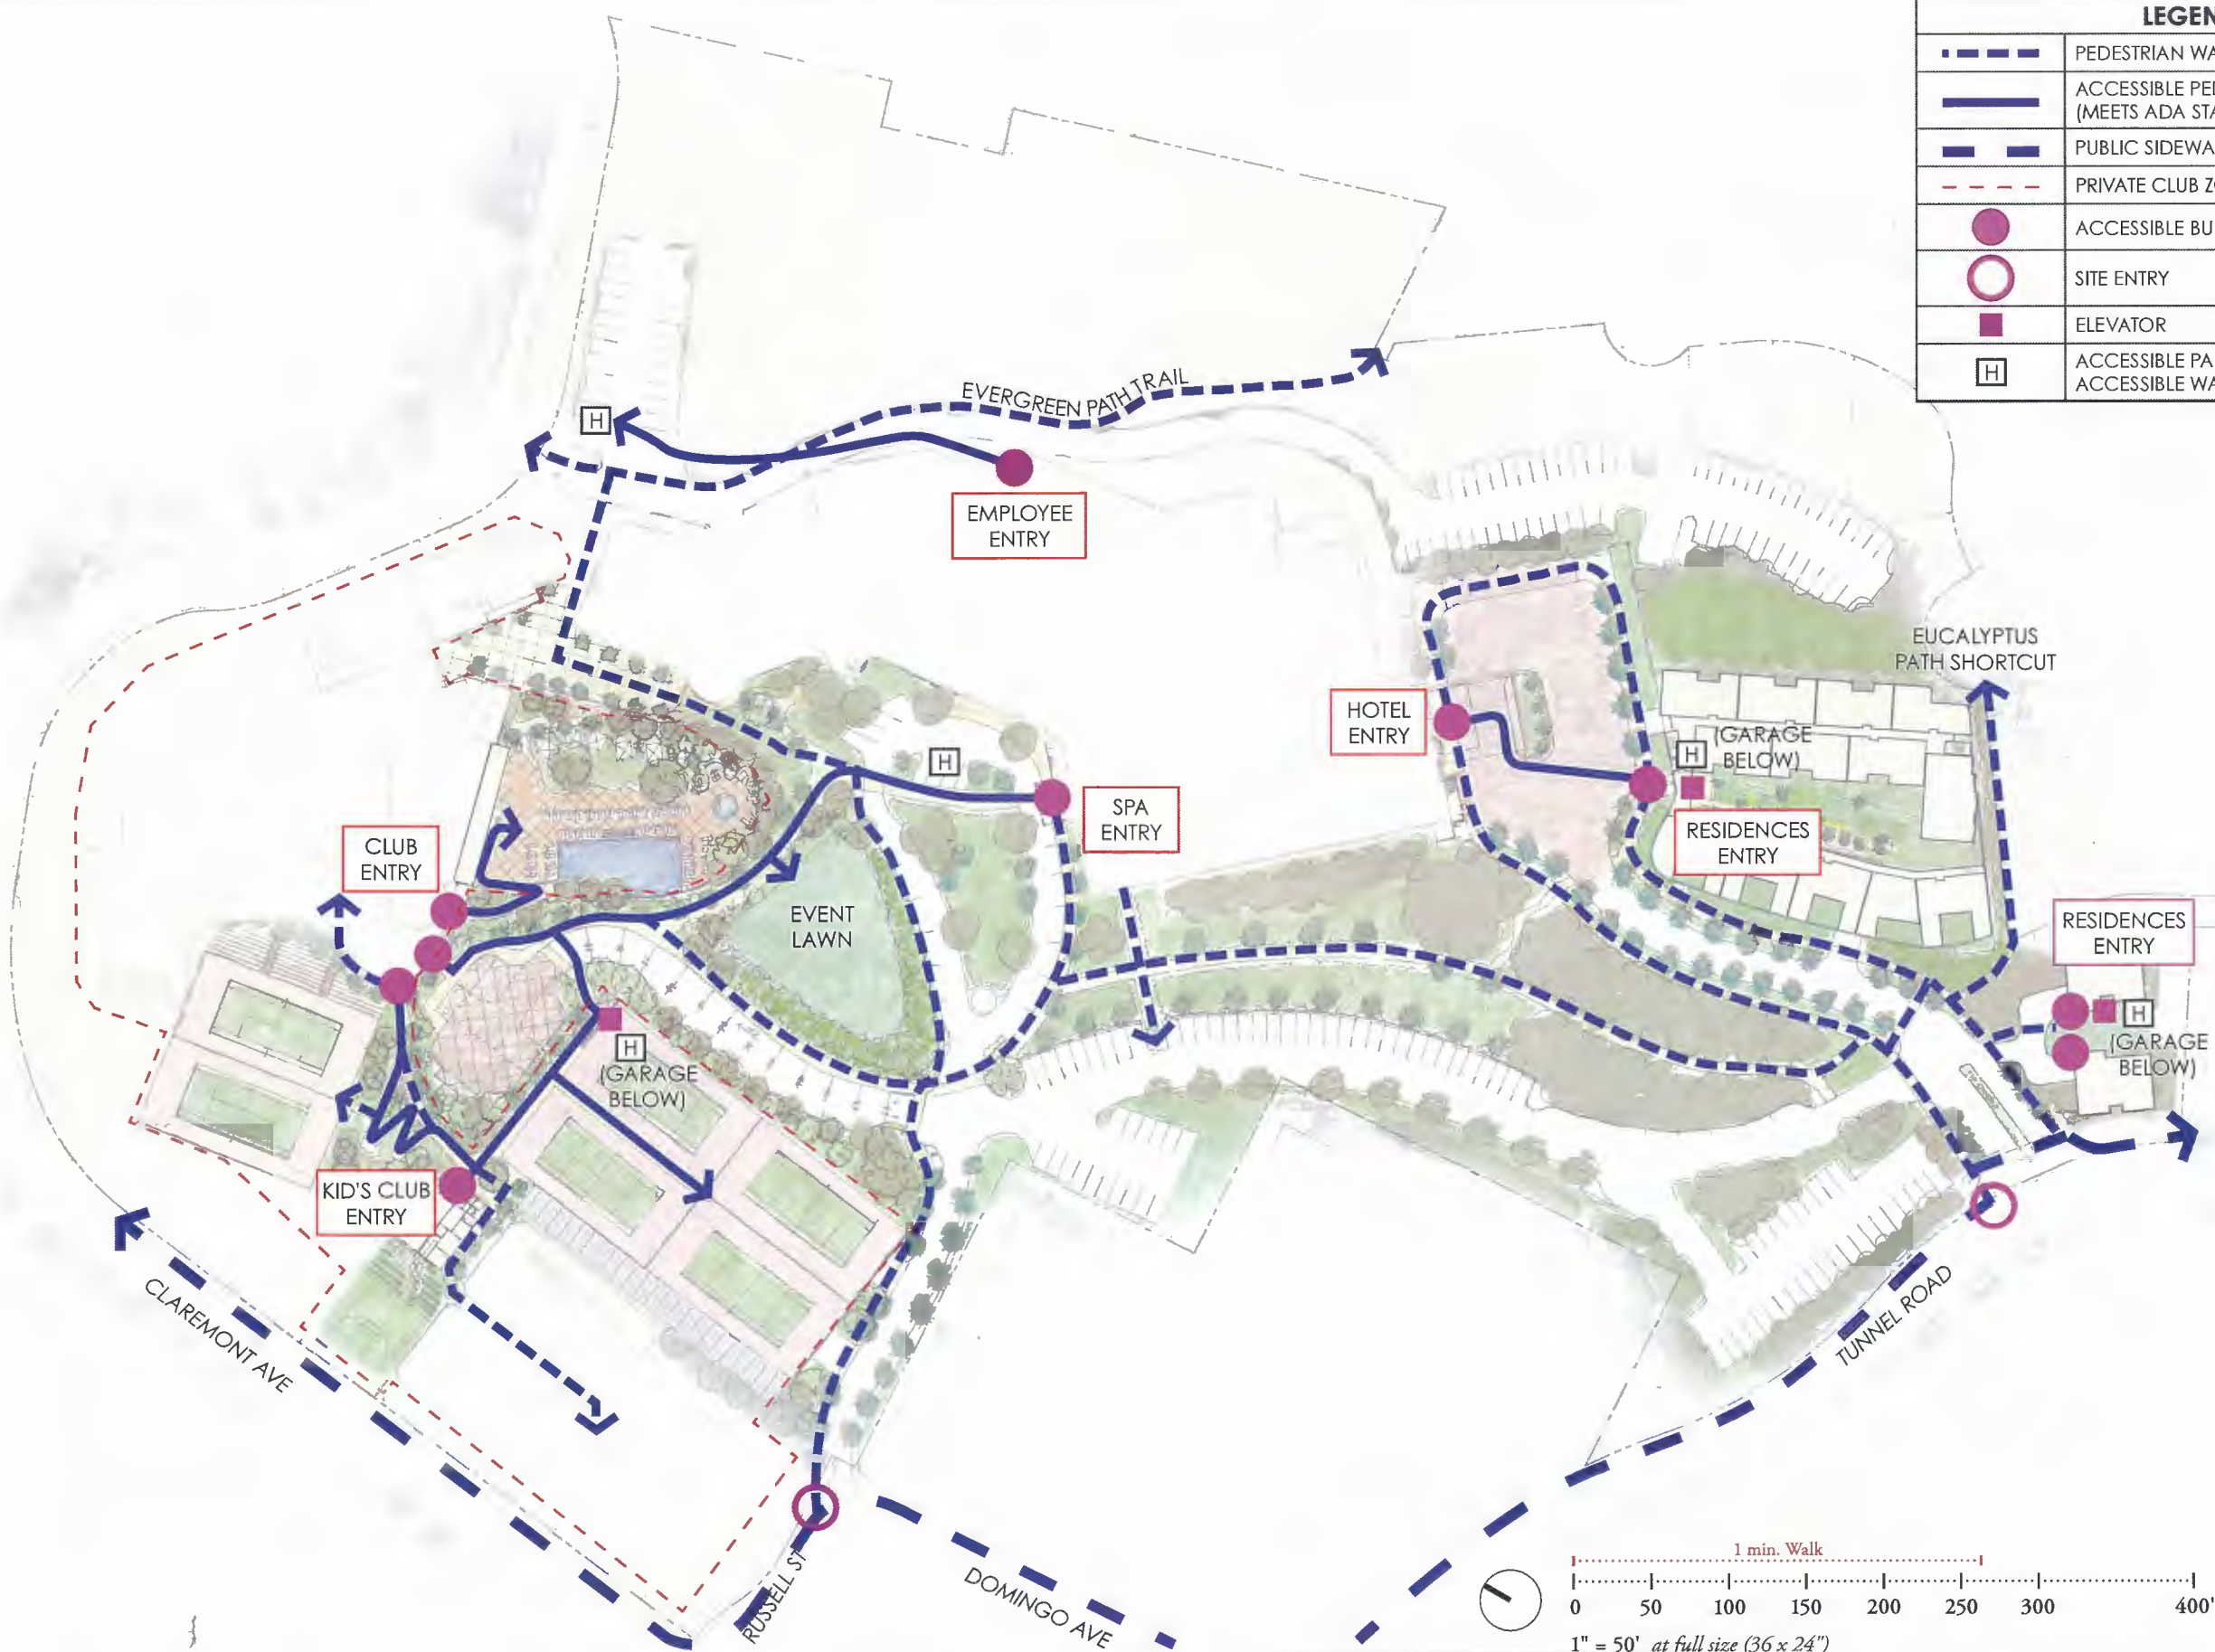 LEGEN
PEDESTRIAN WA
ACCESSIBLE PE
(MEETS ADA STA
PUBLIC SIDEWA
PRIVATE CLUB Z
ACCESSIBLE BU
SITE ENTRY
ELEVATOR
H
ACCESSIBLE PA
ACCESSIBLE WA
EVERGREEN PATH TRAIL
H
EMPLOYEE
ENTRY
EUCALYPTUS
PATH SHORTCUT
HOTEL
ENTRY
H
(GARAGE
BELOW)
H
SPA
ENTRY
RESIDENCES
ENTRY
CLUB
ENTRY
EVENT
LAWN
RESIDENCES
ENTRY
H
(GARAGE
BELOW)
H
(GARAGE
BELOW)
KID'S CLUB
ENTRY
CLAREMONT AVE
TUNNEL ROAD
RUSSELL ST
DOMINGO AVE
1 min. Walk
0 50 100 150 200 250 300 400'
1" = 50' at full size (36 x 24")